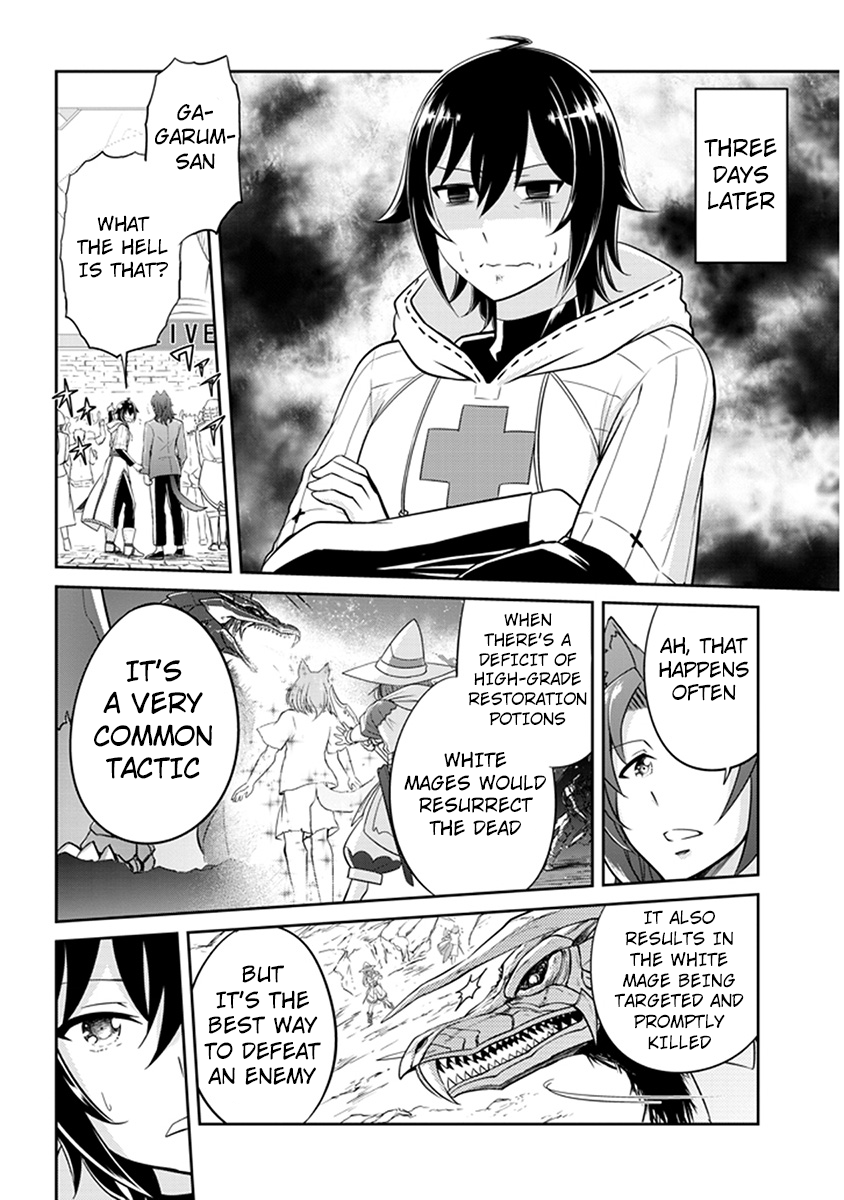 THREE
DAYS
LATER
GA-
GARUM-
SAN
WHAT
THE HELL
IS THAT?
IVE
AH, THAT
HAPPENS
OFTEN
WHEN
THERE'S A
DEFICIT OF
HIGH-GRADE
RESTORATION
POTIONS
WHITE
MAGES WOULD
RESURRECT
THE DEAD
IT'S
A VERY
COMMON
TACTIC
IT ALSO
RESULTS IN
THE WHITE
MAGE BEING
TARGETED AND
PROMPTLY
KILLED
BUT
IT'S THE
BEST WAY
TO DEFEAT
AN ENEMY